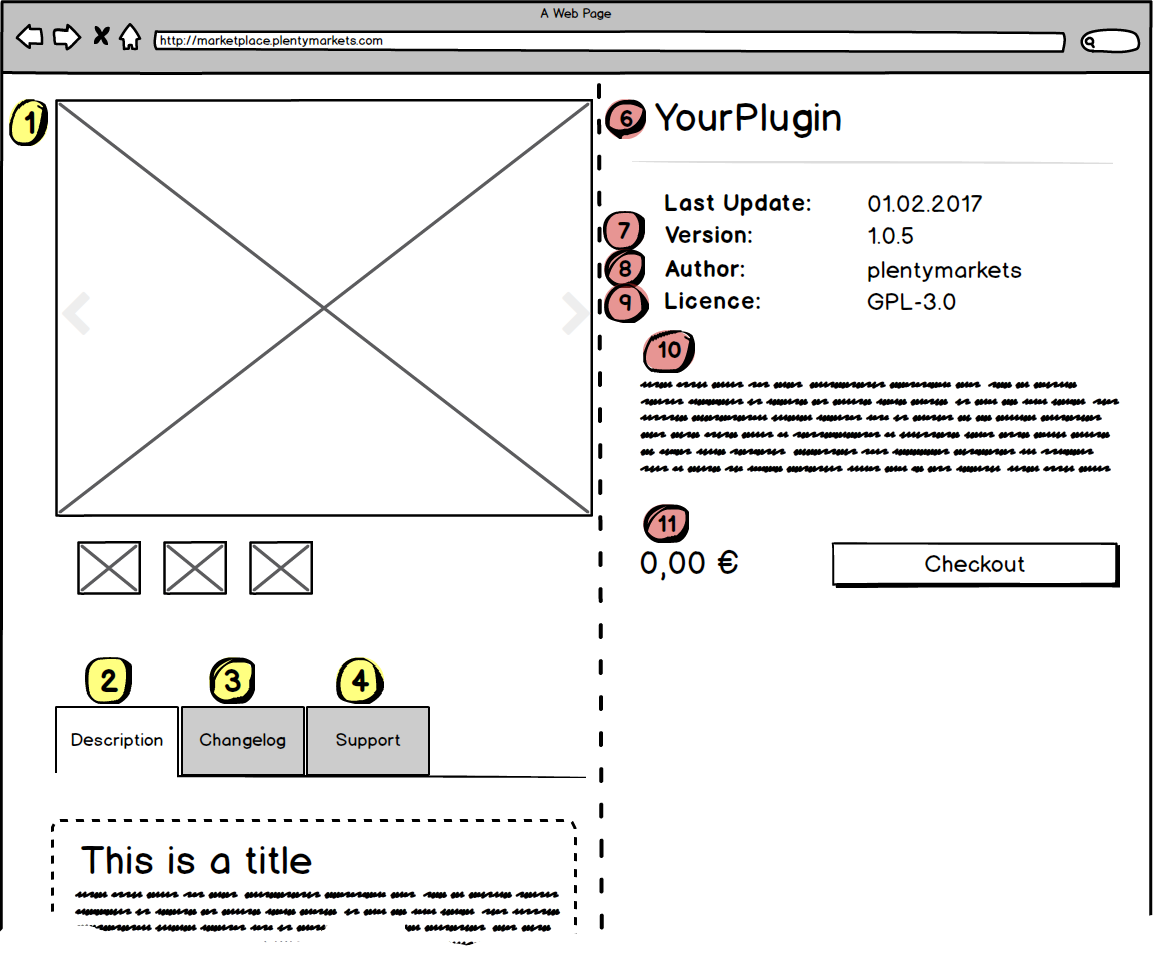 A Web Page
http://marketplace.plentymarkets.com
1
2
3
4
Description
Changelog
Support
This is a title
6 YourPlugin
Last Update: 01.02.2017
7 Version: 1.0.5
8 Author: plentymarkets
9 Licence: GPL-3.0
10
11
0,00 €
Checkout